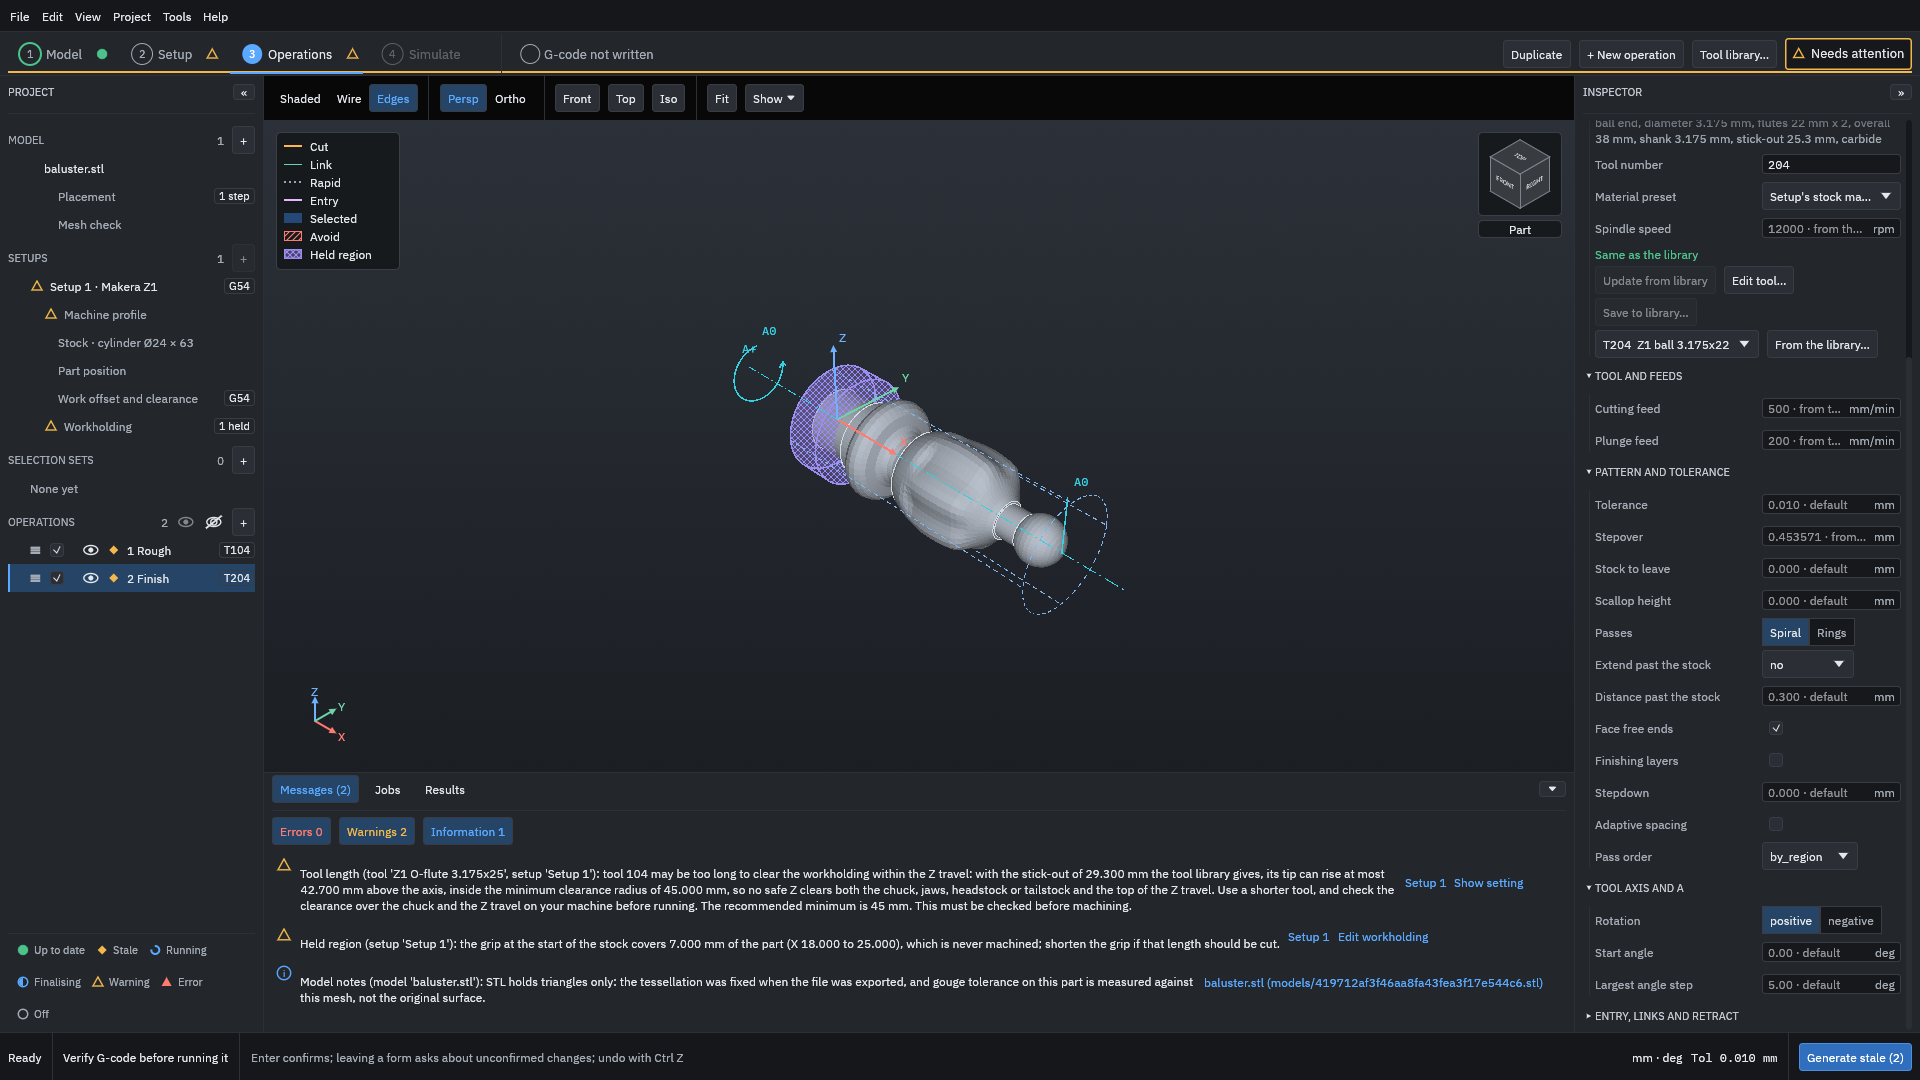 File Edit View Project Tools Help
1 Model 2 Setup 3 Operations 4 Simulate G-code not written Duplicate + New operation Tool library... Needs attention
PROJECT «
MODEL 1 +
baluster.stl
Placement 1 step
Mesh check
SETUPS 1 +
Setup 1 · Makera Z1 G54
Machine profile
Stock · cylinder Ø24 × 63
Part position
Work offset and clearance G54
Workholding 1 held
SELECTION SETS 0 +
None yet
OPERATIONS 2 +
1 Rough T104
2 Finish T204
Up to date Stale Running
Finalising Warning Error
Off
Shaded Wire Edges Persp Ortho Front Top Iso Fit Show
Cut
Link
Rapid
Entry
Selected
Avoid
Held region
TOP
FRONT RIGHT
Part
A0
A+
Z
Y
X
A0
Z
Y
X
Messages (2) Jobs Results
Errors 0 Warnings 2 Information 1
Tool length (tool 'Z1 O-flute 3.175x25', setup 'Setup 1'): tool 104 may be too long to clear the workholding within the Z travel: with the stick-out of 29.300 mm the tool library gives, its tip can rise at most
42.700 mm above the axis, inside the minimum clearance radius of 45.000 mm, so no safe Z clears both the chuck, jaws, headstock or tailstock and the top of the Z travel. Use a shorter tool, and check the
clearance over the chuck and the Z travel on your machine before running. The recommended minimum is 45 mm. This must be checked before machining.
Setup 1 Show setting
Held region (setup 'Setup 1'): the grip at the start of the stock covers 7.000 mm of the part (X 18.000 to 25.000), which is never machined; shorten the grip if that length should be cut. Setup 1 Edit workholding
Model notes (model 'baluster.stl'): STL holds triangles only: the tessellation was fixed when the file was exported, and gouge tolerance on this part is measured against
this mesh, not the original surface.
baluster.stl (models/419712af3f46aa8fa43fea3f17e544c6.stl)
INSPECTOR »
ball end, diameter 3.175 mm, flutes 22 mm x 2, overall
38 mm, shank 3.175 mm, stick-out 25.3 mm, carbide
Tool number 204
Material preset Setup's stock ma...
Spindle speed 12000 · from th... rpm
Same as the library
Update from library Edit tool...
Save to library...
T204 Z1 ball 3.175x22 From the library...
TOOL AND FEEDS
Cutting feed 500 · from t... mm/min
Plunge feed 200 · from t... mm/min
PATTERN AND TOLERANCE
Tolerance 0.010 · default mm
Stepover 0.453571 · from... mm
Stock to leave 0.000 · default mm
Scallop height 0.000 · default mm
Passes Spiral Rings
Extend past the stock no
Distance past the stock 0.300 · default mm
Face free ends
Finishing layers
Stepdown 0.000 · default mm
Adaptive spacing
Pass order by_region
TOOL AXIS AND A
Rotation positive negative
Start angle 0.00 · default deg
Largest angle step 5.00 · default deg
ENTRY, LINKS AND RETRACT
Ready Verify G-code before running it Enter confirms; leaving a form asks about unconfirmed changes; undo with Ctrl Z mm · deg Tol 0.010 mm Generate stale (2)